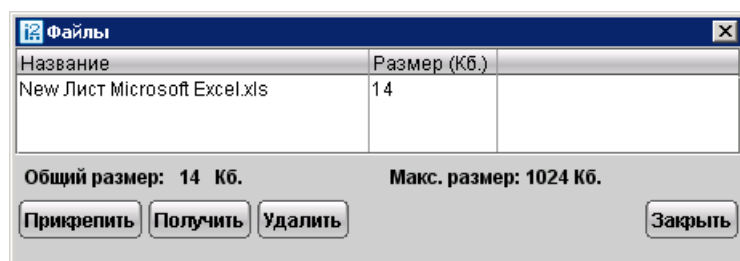 Файлы
Название Размер (Кб.)
New Лист Microsoft Excel.xls 14
Общий размер: 14 Кб. Макс. размер: 1024 Кб.
Прикрепить Получить Удалить Закрыть